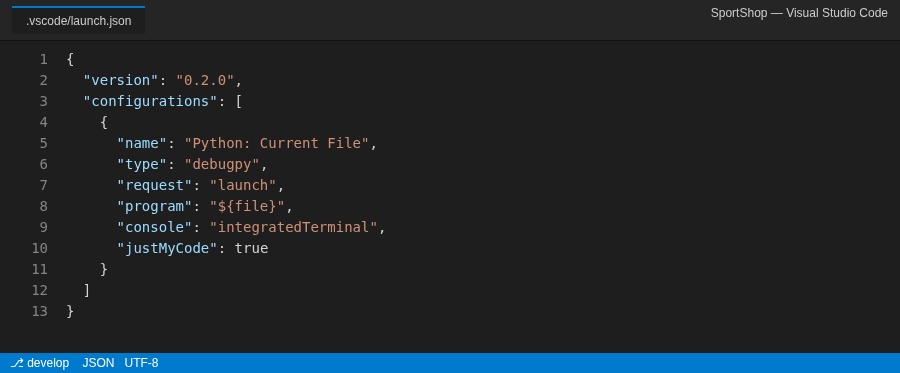 .vscode/launch.json
SportShop — Visual Studio Code
1 {
2   "version": "0.2.0",
3   "configurations": [
4     {
5       "name": "Python: Current File",
6       "type": "debugpy",
7       "request": "launch",
8       "program": "${file}",
9       "console": "integratedTerminal",
10       "justMyCode": true
11     }
12   ]
13 }
⎇ develop JSON UTF-8